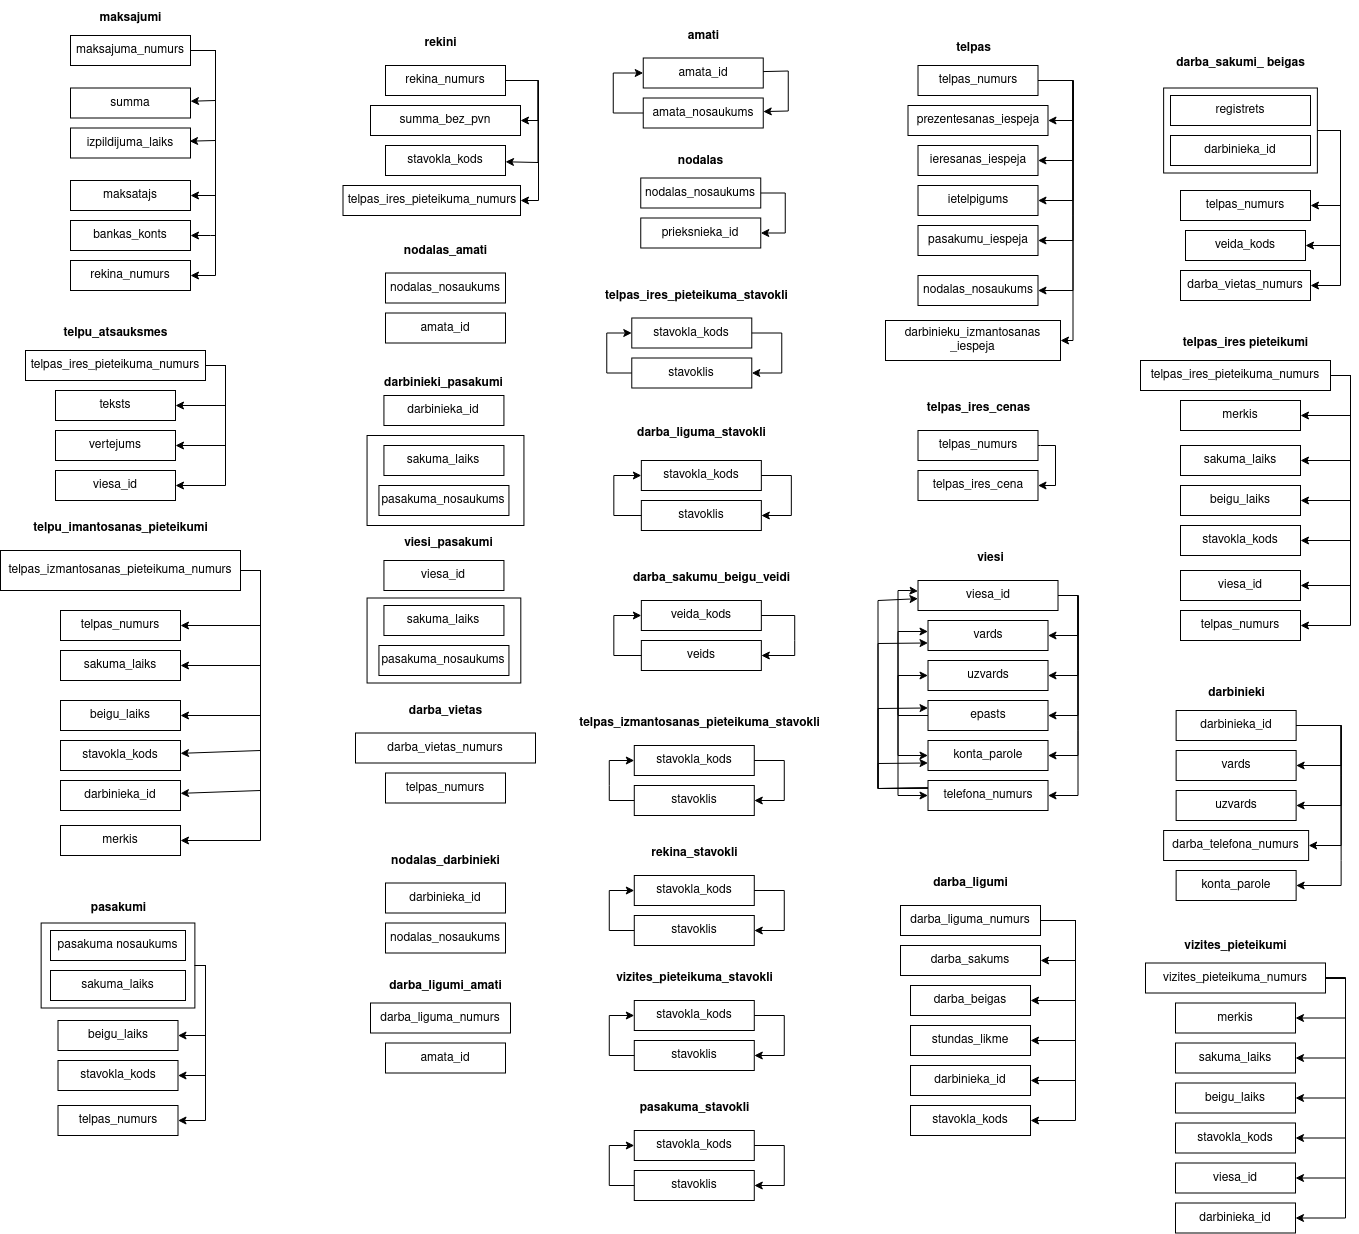 maksajumi
maksajuma_numurs
summa
izpildijuma_laiks
maksatajs
bankas_konts
rekina_numurs
telpu_atsauksmes
telpas_ires_pieteikuma_numurs
teksts
vertejums
viesa_id
telpu_imantosanas_pieteikumi
telpas_izmantosanas_pieteikuma_numurs
telpas_numurs
sakuma_laiks
beigu_laiks
stavokla_kods
darbinieka_id
merkis
pasakumi
pasakuma nosaukums
sakuma_laiks
beigu_laiks
stavokla_kods
telpas_numurs
rekini
rekina_numurs
summa_bez_pvn
stavokla_kods
telpas_ires_pieteikuma_numurs
nodalas_amati
nodalas_nosaukums
amata_id
darbinieki_pasakumi
darbinieka_id
sakuma_laiks
pasakuma_nosaukums
viesi_pasakumi
viesa_id
sakuma_laiks
pasakuma_nosaukums
darba_vietas
darba_vietas_numurs
telpas_numurs
nodalas_darbinieki
darbinieka_id
nodalas_nosaukums
darba_ligumi_amati
darba_liguma_numurs
amata_id
amati
amata_id
amata_nosaukums
nodalas
nodalas_nosaukums
prieksnieka_id
telpas_ires_pieteikuma_stavokli
stavokla_kods
stavoklis
darba_liguma_stavokli
stavokla_kods
stavoklis
darba_sakumu_beigu_veidi
veida_kods
veids
telpas_izmantosanas_pieteikuma_stavokli
stavokla_kods
stavoklis
rekina_stavokli
stavokla_kods
stavoklis
vizites_pieteikuma_stavokli
stavokla_kods
stavoklis
pasakuma_stavokli
stavokla_kods
stavoklis
telpas
telpas_numurs
prezentesanas_iespeja
ieresanas_iespeja
ietelpigums
pasakumu_iespeja
nodalas_nosaukums
darbinieku_izmantosanas
_iespeja
telpas_ires_cenas
telpas_numurs
telpas_ires_cena
viesi
viesa_id
vards
uzvards
epasts
konta_parole
telefona_numurs
darba_ligumi
darba_liguma_numurs
darba_sakums
darba_beigas
stundas_likme
darbinieka_id
stavokla_kods
darba_sakumi_ beigas
registrets
darbinieka_id
telpas_numurs
veida_kods
darba_vietas_numurs
telpas_ires pieteikumi
telpas_ires_pieteikuma_numurs
merkis
sakuma_laiks
beigu_laiks
stavokla_kods
viesa_id
telpas_numurs
darbinieki
darbinieka_id
vards
uzvards
darba_telefona_numurs
konta_parole
vizites_pieteikumi
vizites_pieteikuma_numurs
merkis
sakuma_laiks
beigu_laiks
stavokla_kods
viesa_id
darbinieka_id